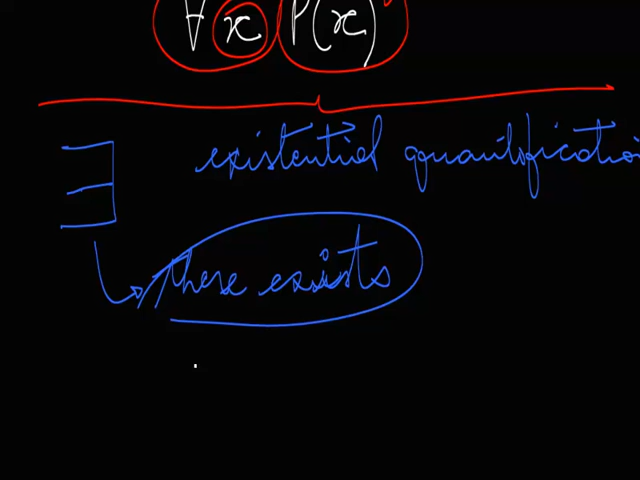 ∀ x P(x)
∃ existential quantification
there exists